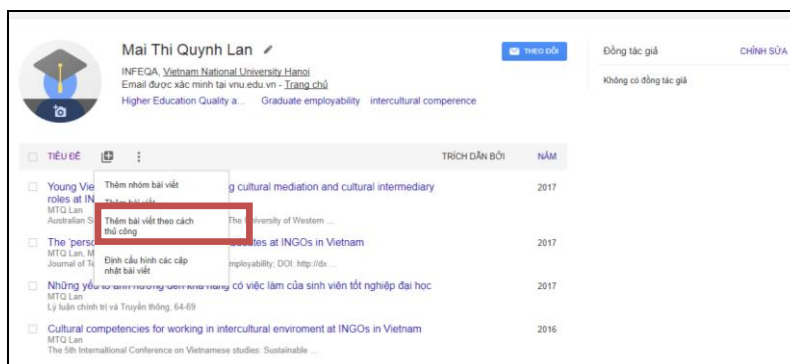 Mai Thi Quynh Lan
THEO DÕI
INFEQA, Vietnam National University Hanoi
Email được xác minh tại vnu.edu.vn - Trang chủ
Higher Education Quality a... Graduate employability intercultural comperence
Đồng tác giả CHỈNH SỬA
Không có đồng tác giả
TIÊU ĐỀ TRÍCH DẪN BỞI NĂM
Thêm nhóm bài viết
Thêm bài viết
Thêm bài viết theo cách
thủ công
Định cấu hình các cập
nhật bài viết
Young Vie g cultural mediation and cultural intermediary 2017
roles at IN
MTQ Lan
Australian S The University of Western ...
The 'perso ates at INGOs in Vietnam 2017
MTQ Lan, M
Journal of Te mployability; DOI: http://dx ...
Những yếu tố ảnh hưởng đến khả năng có việc làm của sinh viên tốt nghiệp đại học 2017
MTQ Lan
Lý luận chính trị và Truyền thông, 64-69
Cultural competencies for working in intercultural enviroment at INGOs in Vietnam 2016
MTQ Lan
The 5th Internaltional Conference on Vietnamese studies: Sustainable ...